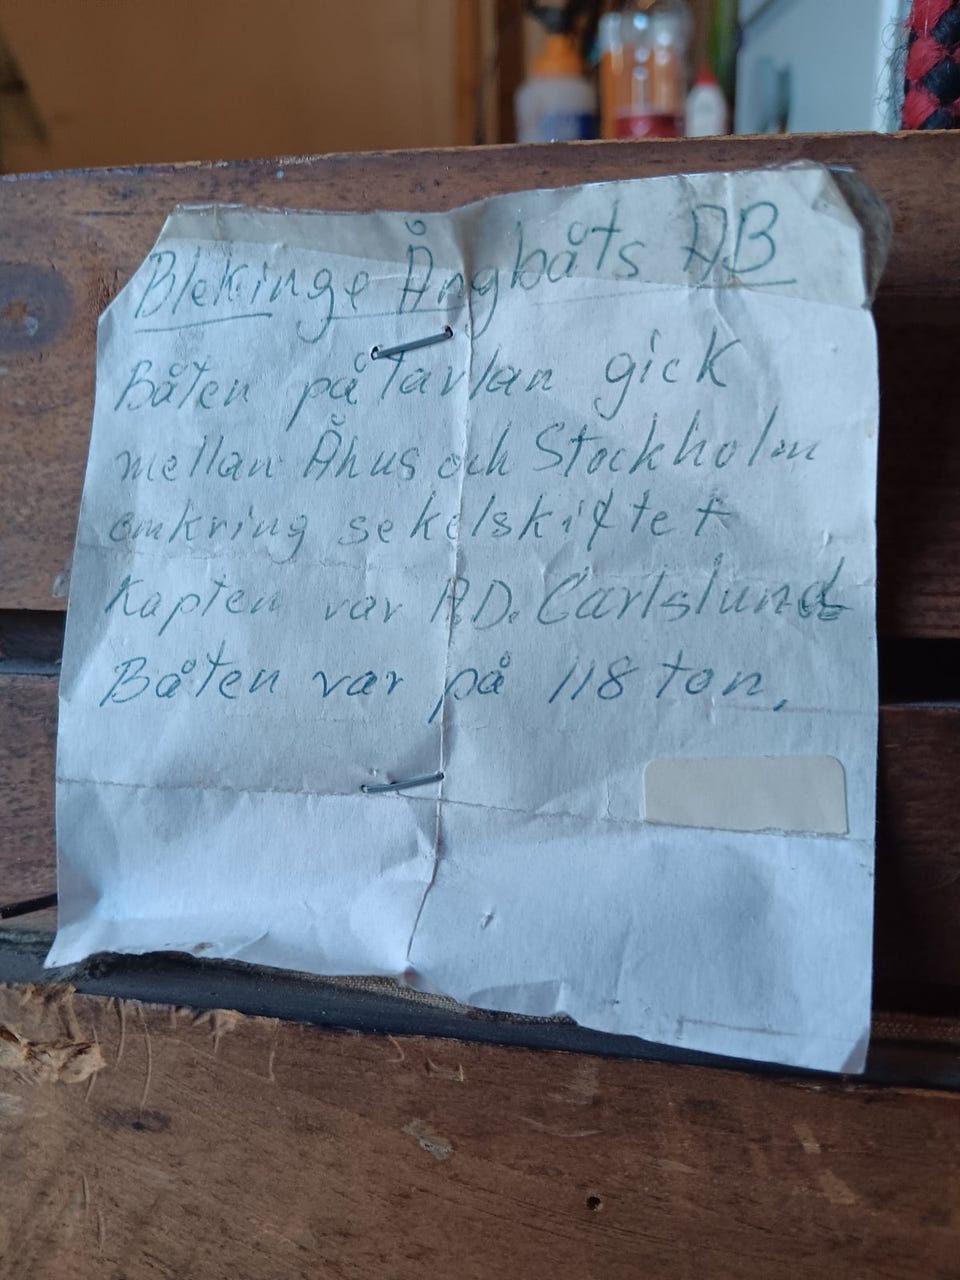 Blekinge Ångbåts AB
Båten på Tavlan gick
mellan Åhus och Stockholm
omkring sekelskiftet
Kapten var A.D. Carlslund
Båten var på 118 ton.